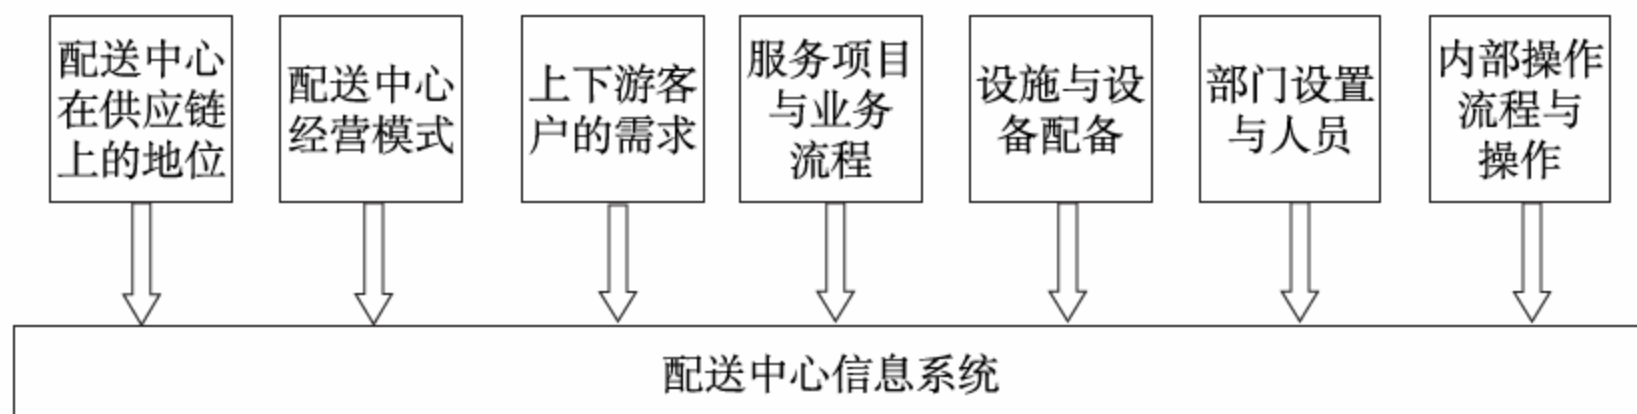 配送中心
在供应链
上的地位
配送中心
经营模式
上下游客
户的需求
服务项目
与业务
流程
设施与设
备配备
部门设置
与人员
内部操作
流程与
操作
配送中心信息系统